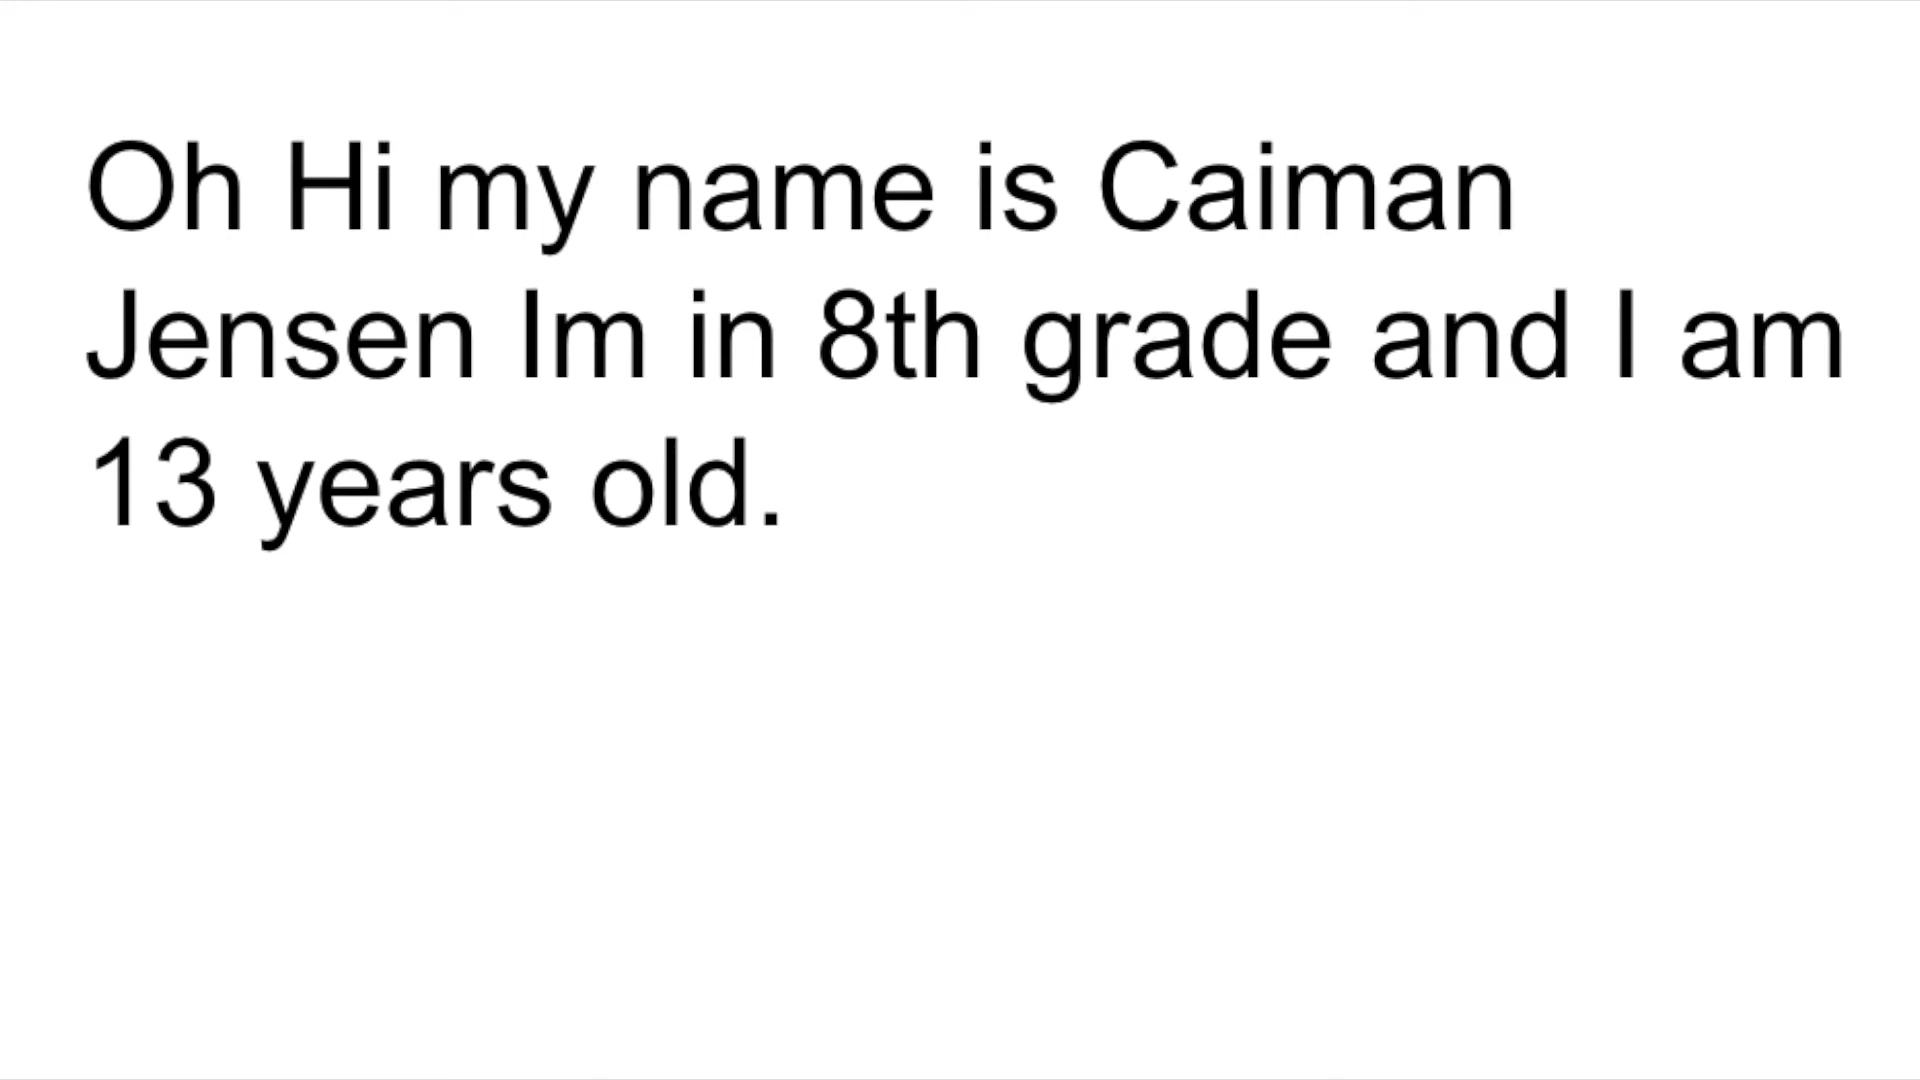 Oh Hi my name is Caiman
Jensen Im in 8th grade and I am
13 years old.